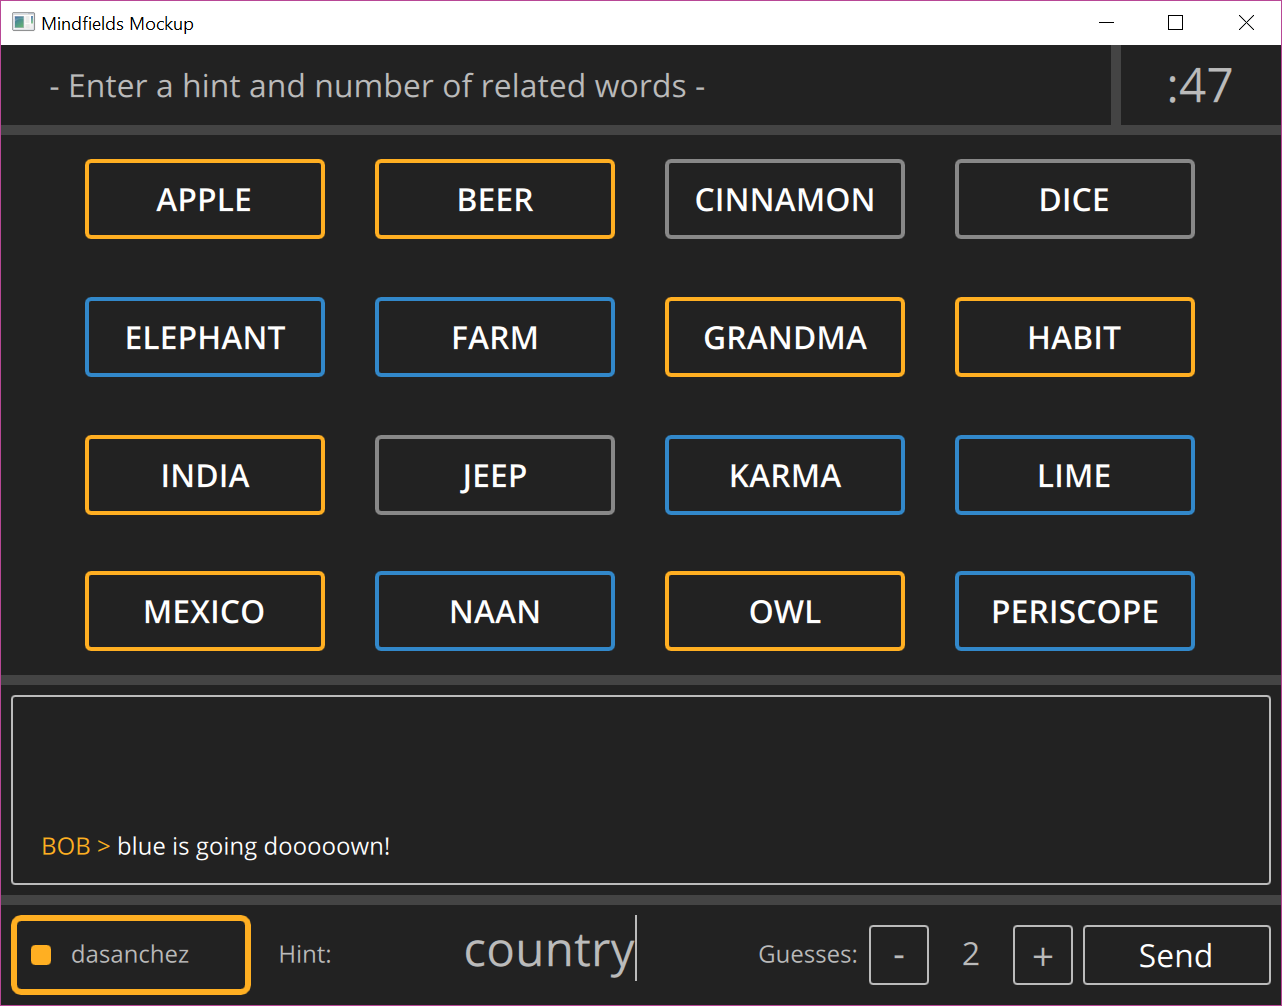 Mindfields Mockup
- Enter a hint and number of related words -
:47
APPLE
BEER
CINNAMON
DICE
ELEPHANT
FARM
GRANDMA
HABIT
INDIA
JEEP
KARMA
LIME
MEXICO
NAAN
OWL
PERISCOPE
BOB > blue is going dooooown!
dasanchez
Hint:
country
Guesses:
-
2
+
Send